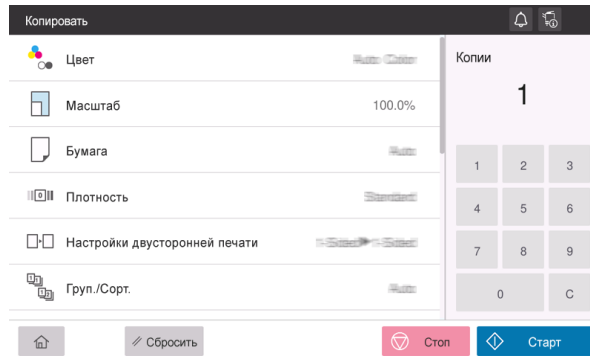 Копировать
Цвет
Копии
1
Масштаб 100.0%
Бумага
Плотность
Настройки двусторонней печати
Груп./Сорт.
1 2 3
4 5 6
7 8 9
0 C
Сбросить Стоп Старт